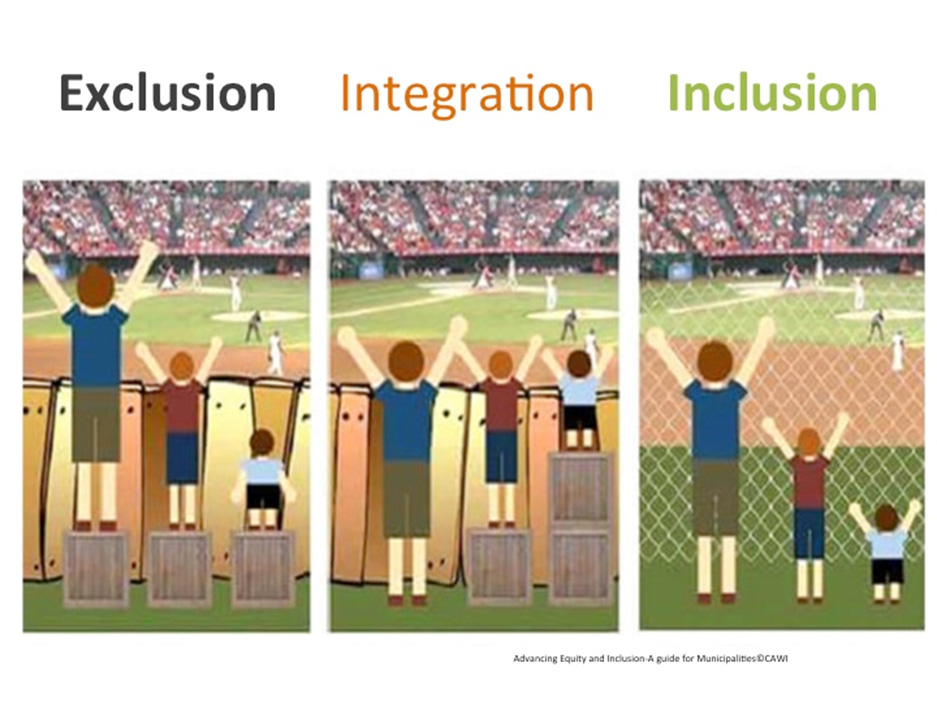 Exclusion Integration Inclusion
Advancing Equity and Inclusion-A guide for Municipalities©CAWI